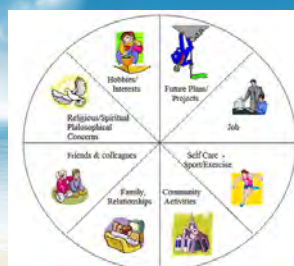 Hobbies/
Interests
Future Plans/
Projects
Religious/Spiritual
Philosophical
Concerns
Job
Friends & colleagues
Self Care -
Sport/Exercise
Family,
Relationships
Community
Activities